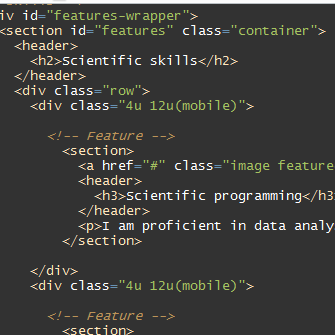 iv id="features-wrapper">
<section id="features" class="container">
<header>
<h2>Scientific skills</h2>
</header>
<div class="row">
<div class="4u 12u(mobile)">
<!-- Feature -->
<section>
<a href="#" class="image feature
<header>
<h3>Scientific programming</h3
</header>
<p>I am proficient in data analy
</section>
</div>
<div class="4u 12u(mobile)">
<!-- Feature -->
<section>